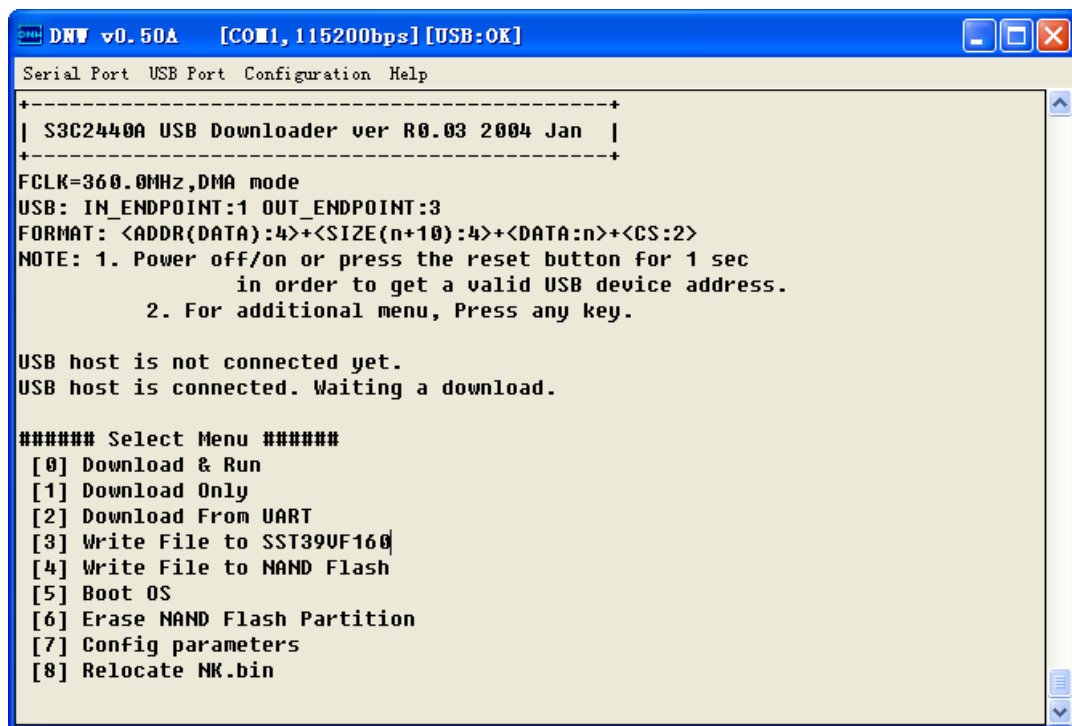 DNW v0.50A [COM1,115200bps][USB:OK]
Serial Port USB Port Configuration Help
+---------------------------------------------+
| S3C2440A USB Downloader ver R0.03 2004 Jan |
+---------------------------------------------+
FCLK=360.0MHz,DMA mode
USB: IN_ENDPOINT:1 OUT_ENDPOINT:3
FORMAT: <ADDR(DATA):4>+<SIZE(n+10):4>+<DATA:n>+<CS:2>
NOTE: 1. Power off/on or press the reset button for 1 sec
in order to get a valid USB device address.
2. For additional menu, Press any key.
USB host is not connected yet.
USB host is connected. Waiting a download.
###### Select Menu ######
[0] Download & Run
[1] Download Only
[2] Download From UART
[3] Write File to SST39VF160
[4] Write File to NAND Flash
[5] Boot OS
[6] Erase NAND Flash Partition
[7] Config parameters
[8] Relocate NK.bin